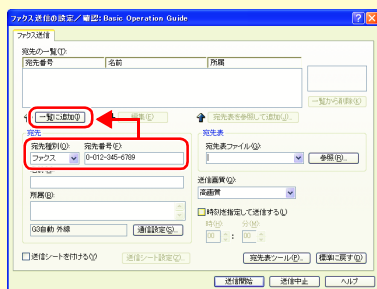 ファクス送信の設定/確認: Basic Operation Guide
ファクス送信
宛先の一覧(T):
宛先番号 名前 所属
一覧から削除(K)
一覧に追加(I) 編集(E) 宛先表を参照して追加(J)...
宛先
宛先種別(Q): 宛先番号(F):
ファクス 0-012-345-6789
所属(B):
G3自動 外線 通信設定(S)...
宛先表
宛先表ファイル(A):
参照(R)...
送信画質(G):
高画質
時刻を指定して送信する(L)
時(H) 分(M)
00 : 00
送信シートを付ける(Y) 送信シート設定(Z)... 宛先表ツール(P)... 標準に戻す(D)
送信開始 送信中止 ヘルプ